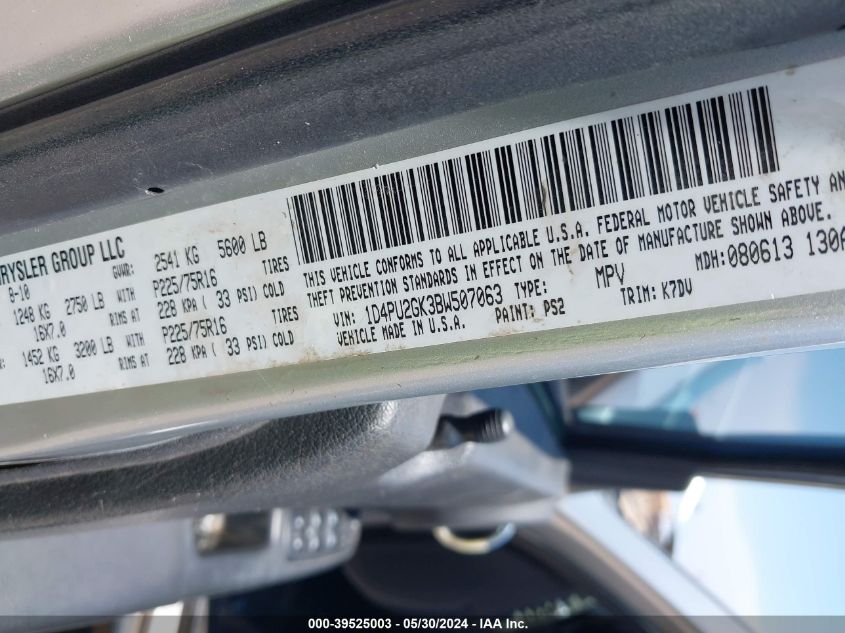 RYSLER GROUP LLC
8-10
GVWR: 2541 KG 5600 LB
1248 KG 2750 LB WITH P225/75R16 TIRES
16X7.0 RIMS AT 228 KPA ( 33 PSI) COLD
1452 KG 3200 LB WITH P225/75R16 TIRES
16X7.0 RIMS AT 228 KPA ( 33 PSI) COLD
THIS VEHICLE CONFORMS TO ALL APPLICABLE U.S.A. FEDERAL MOTOR VEHICLE SAFETY AN
THEFT PREVENTION STANDARDS IN EFFECT ON THE DATE OF MANUFACTURE SHOWN ABOVE.
VIN: 1D4PU2GK3BW507063 TYPE: MPV MDH: 080613 130A
VEHICLE MADE IN U.S.A. PAINT: PS2 TRIM: K7DV
000-39525003 - 05/30/2024 - IAA Inc.